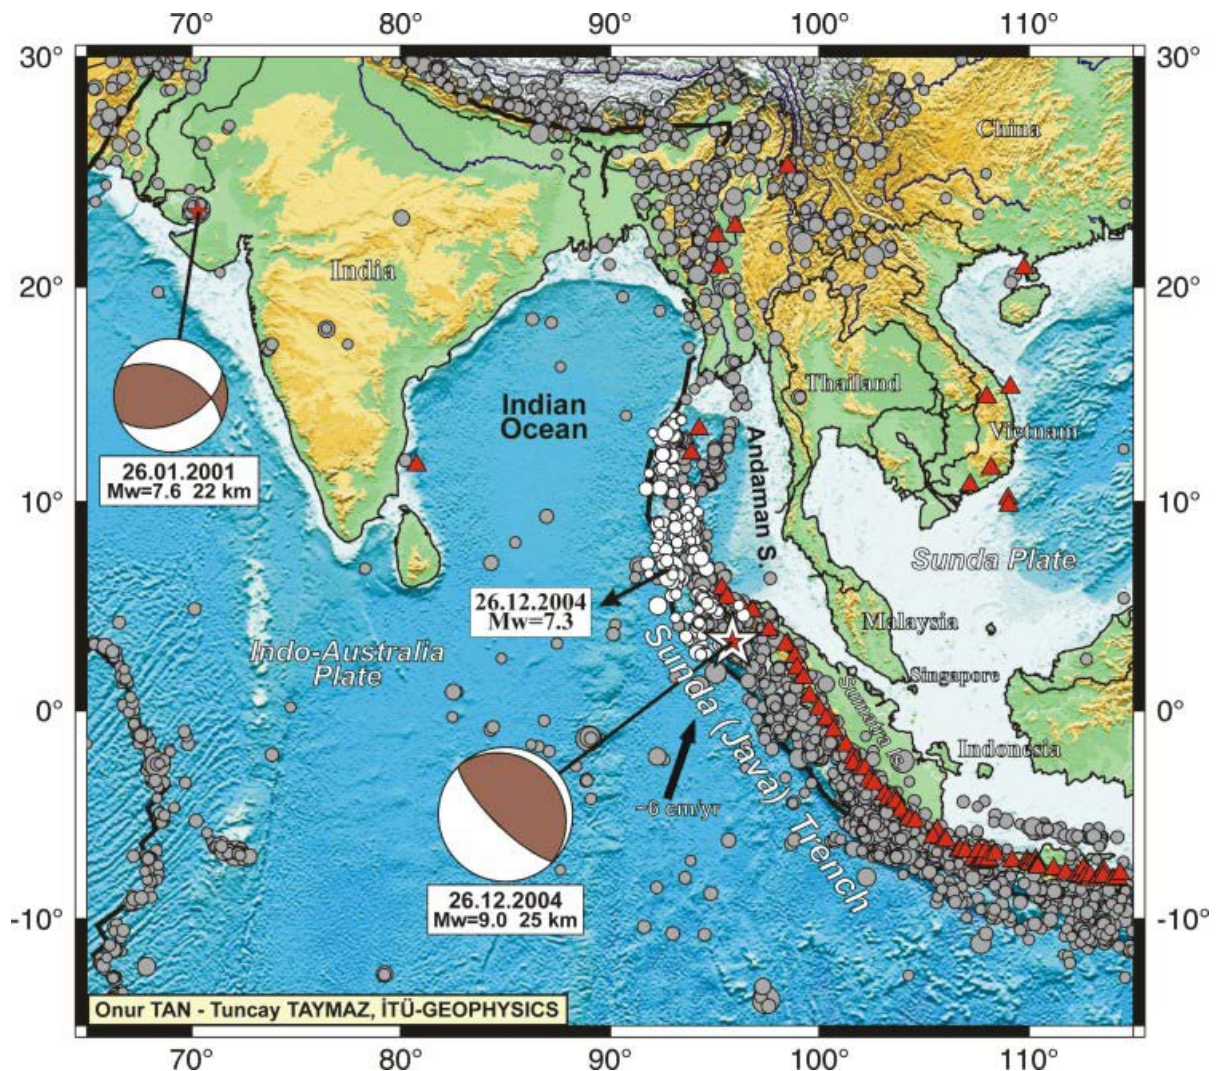 70°
80°
90°
100°
110°
30°
30°
China
India
20°
20°
Thailand
Indian
Ocean
Vietnam
Andaman S.
26.01.2001
Mw=7.6 22 km
10°
10°
Sunda Plate
26.12.2004
Mw=7.3
Malaysia
Indo-Australia
Plate
Singapore
Sumatra
0°
0°
Indonesia
Sunda (Java) Trench
~6 cm/yr
26.12.2004
Mw=9.0 25 km
-10°
-10°
Onur TAN - Tuncay TAYMAZ, İTÜ-GEOPHYSICS
70°
80°
90°
100°
110°